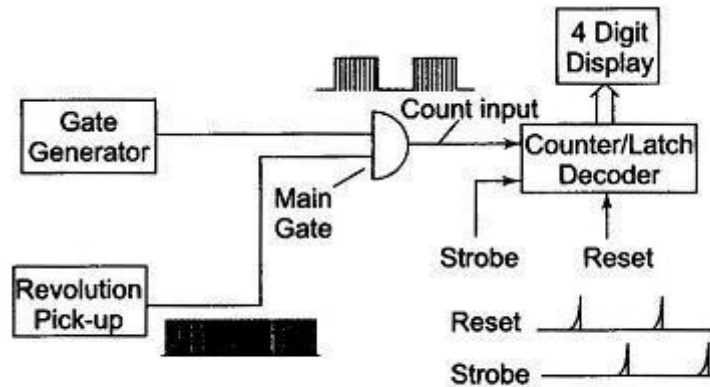 4 Digit
Display
Gate
Generator
Count input
Counter/Latch
Decoder
Main
Gate
Strobe
Reset
Revolution
Pick-up
Reset
Strobe